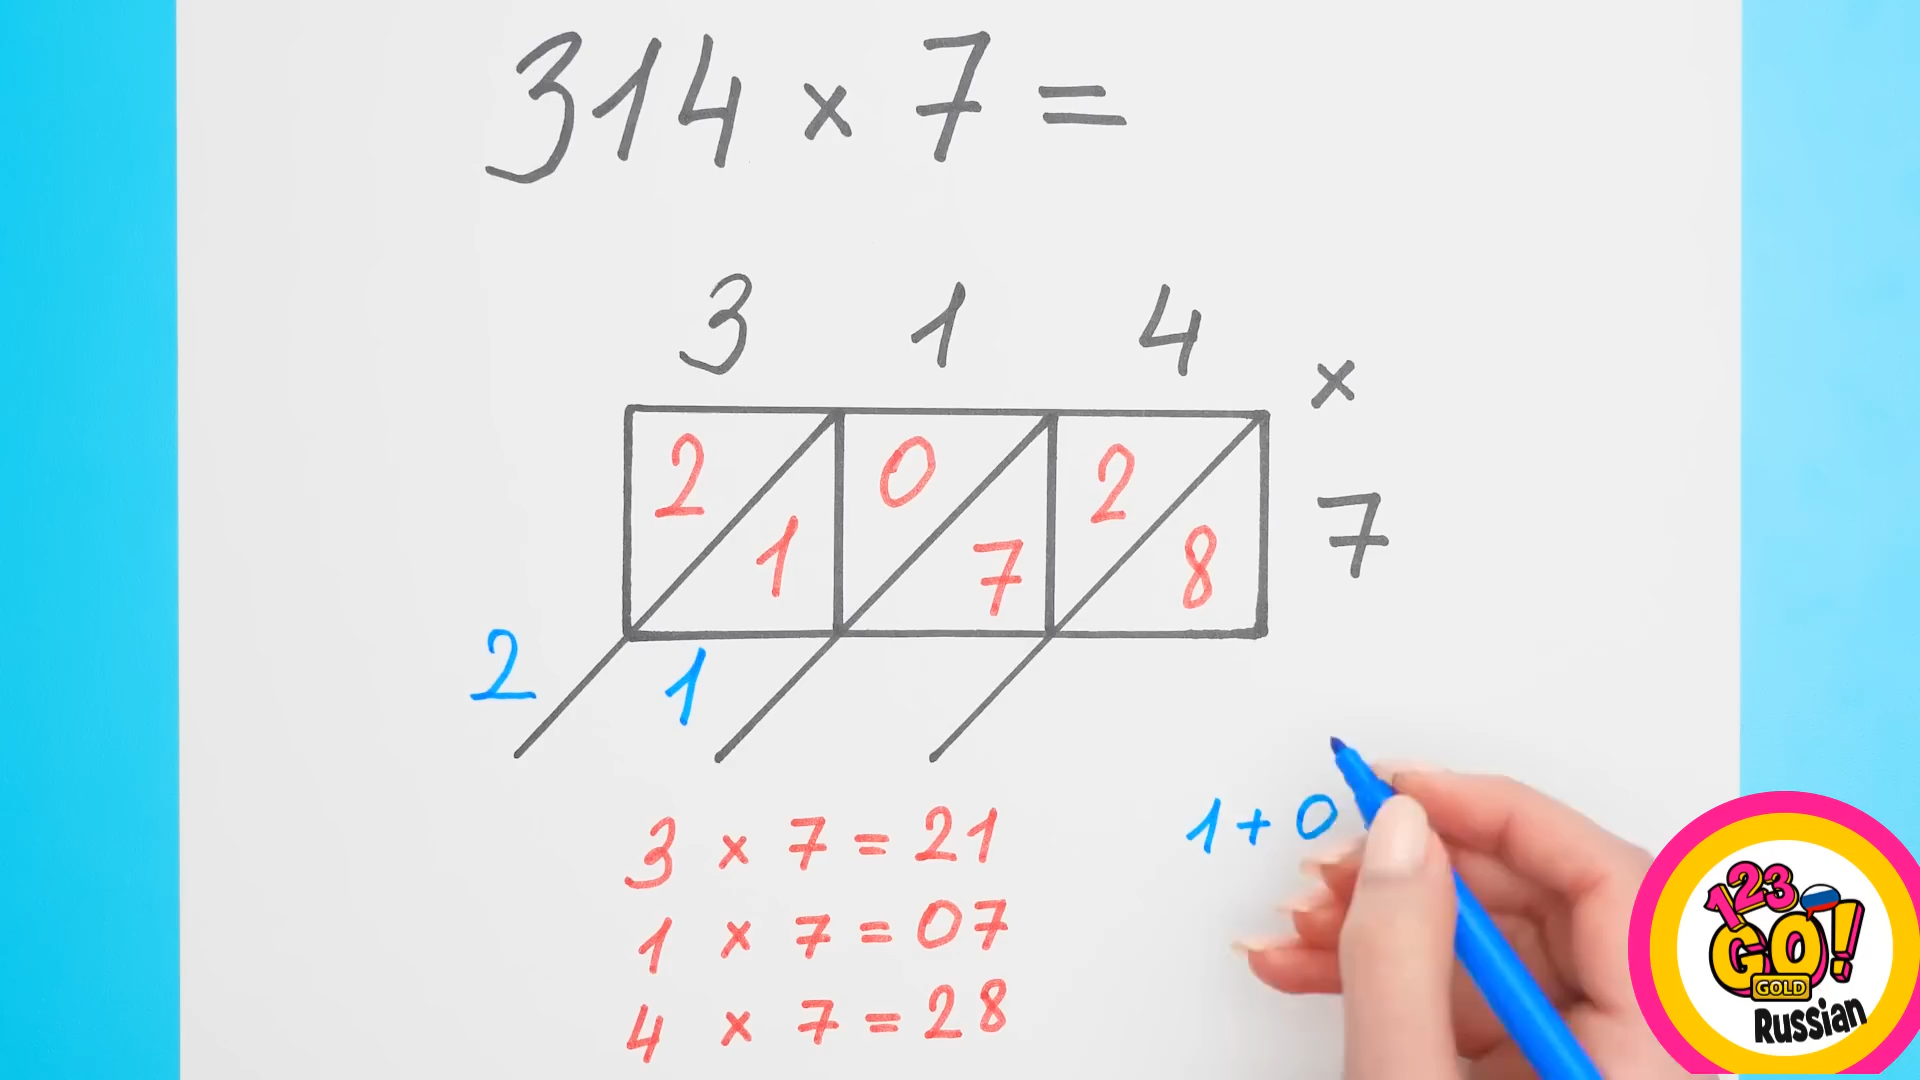 314 × 7 =
3 1 4 ×
2 0 2
1 7 8
7
2 1
3 × 7 = 21
1 + 0
1 × 7 = 07
4 × 7 = 28
123
GO!
GOLD
Russian